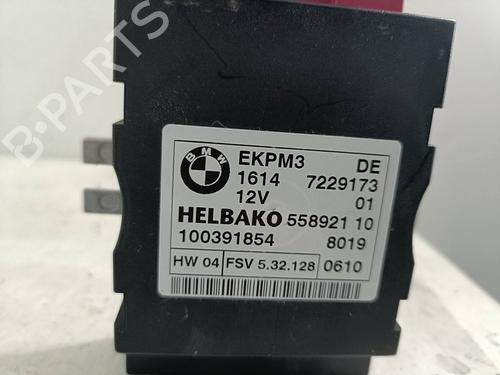 BMW
EKPM3 DE
1614 7229173
12V 01
HELBAKO 558921 10
100391854 8019
HW 04 FSV 5.32.128 0610
B-PARTS